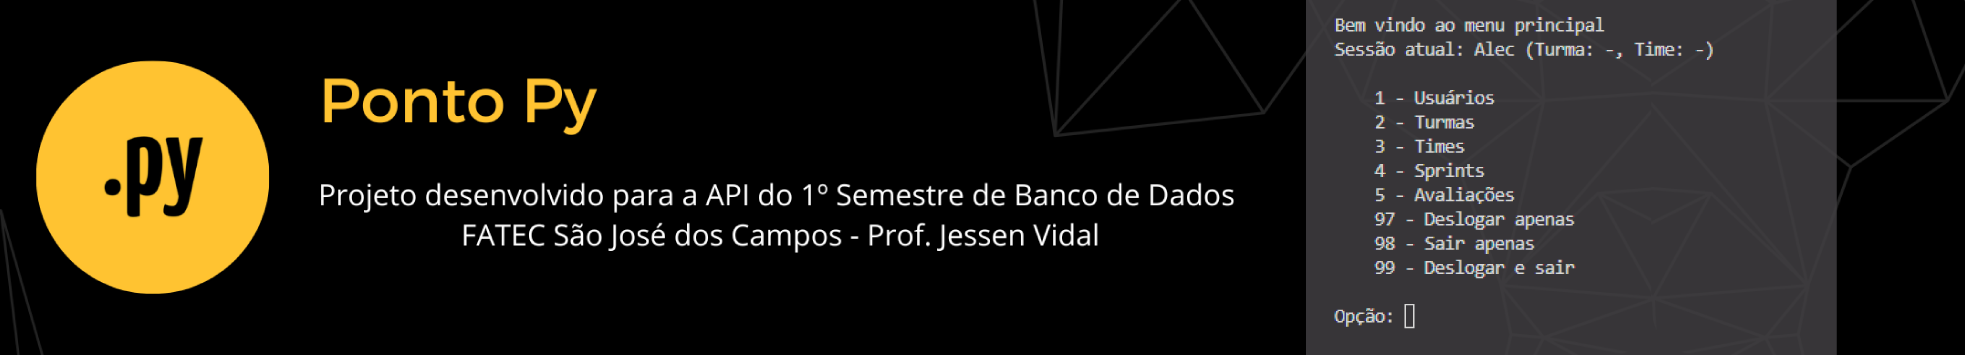 .py
Ponto Py
Projeto desenvolvido para a API do 1º Semestre de Banco de Dados
FATEC São José dos Campos - Prof. Jessen Vidal
Bem vindo ao menu principal
Sessão atual: Alec (Turma: -, Time: -)
1 - Usuários
2 - Turmas
3 - Times
4 - Sprints
5 - Avaliações
97 - Deslogar apenas
98 - Sair apenas
99 - Deslogar e sair
Opção: